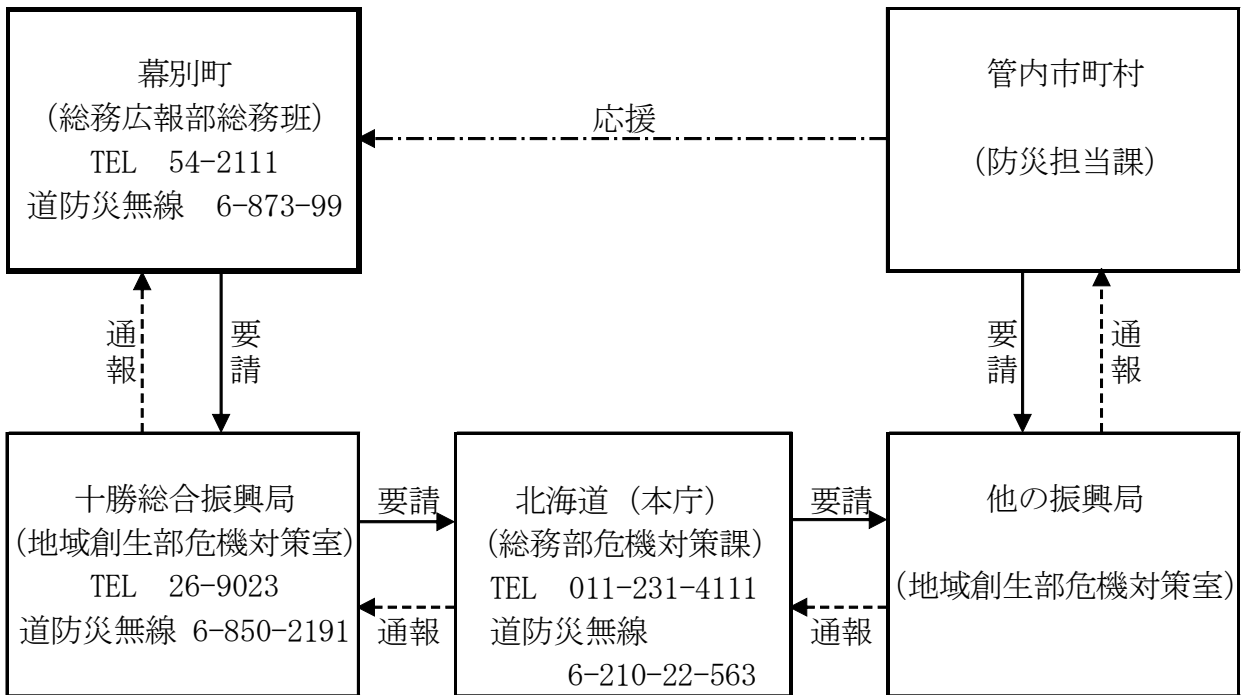 幕別町
(総務広報部総務班)
TEL 54-2111
道防災無線 6-873-99
応援
管内市町村
(防災担当課)
通報
要請
要請
通報
十勝総合振興局
(地域創生部危機対策室)
TEL 26-9023
道防災無線 6-850-2191
要請
通報
北海道(本庁)
(総務部危機対策課)
TEL 011-231-4111
道防災無線
6-210-22-563
要請
通報
他の振興局
(地域創生部危機対策室)